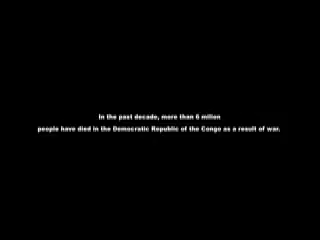 In the past decade, more than 6 milion
people have died in the Democratic Republic of the Congo as a result of war.